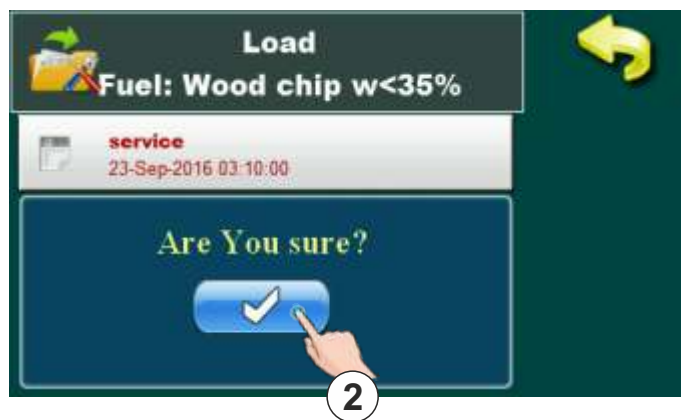 Load
Fuel: Wood chip w<35%
service
23-Sep-2016 03:10:00
Are You sure?
2